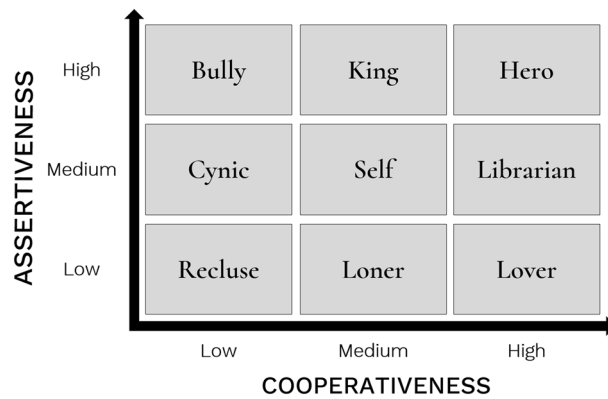 ASSERTIVENESS
High
Bully
King
Hero
Medium
Cynic
Self
Librarian
Low
Recluse
Loner
Lover
Low
Medium
High
COOPERATIVENESS